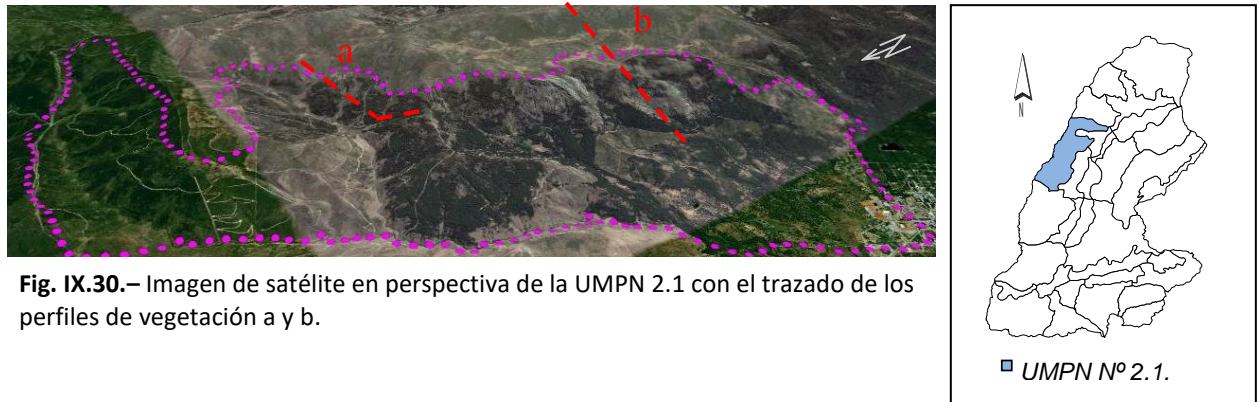 a
b
N
Fig. IX.30.– Imagen de satélite en perspectiva de la UMPN 2.1 con el trazado de los
perfiles de vegetación a y b.
N
UMPN Nº 2.1.